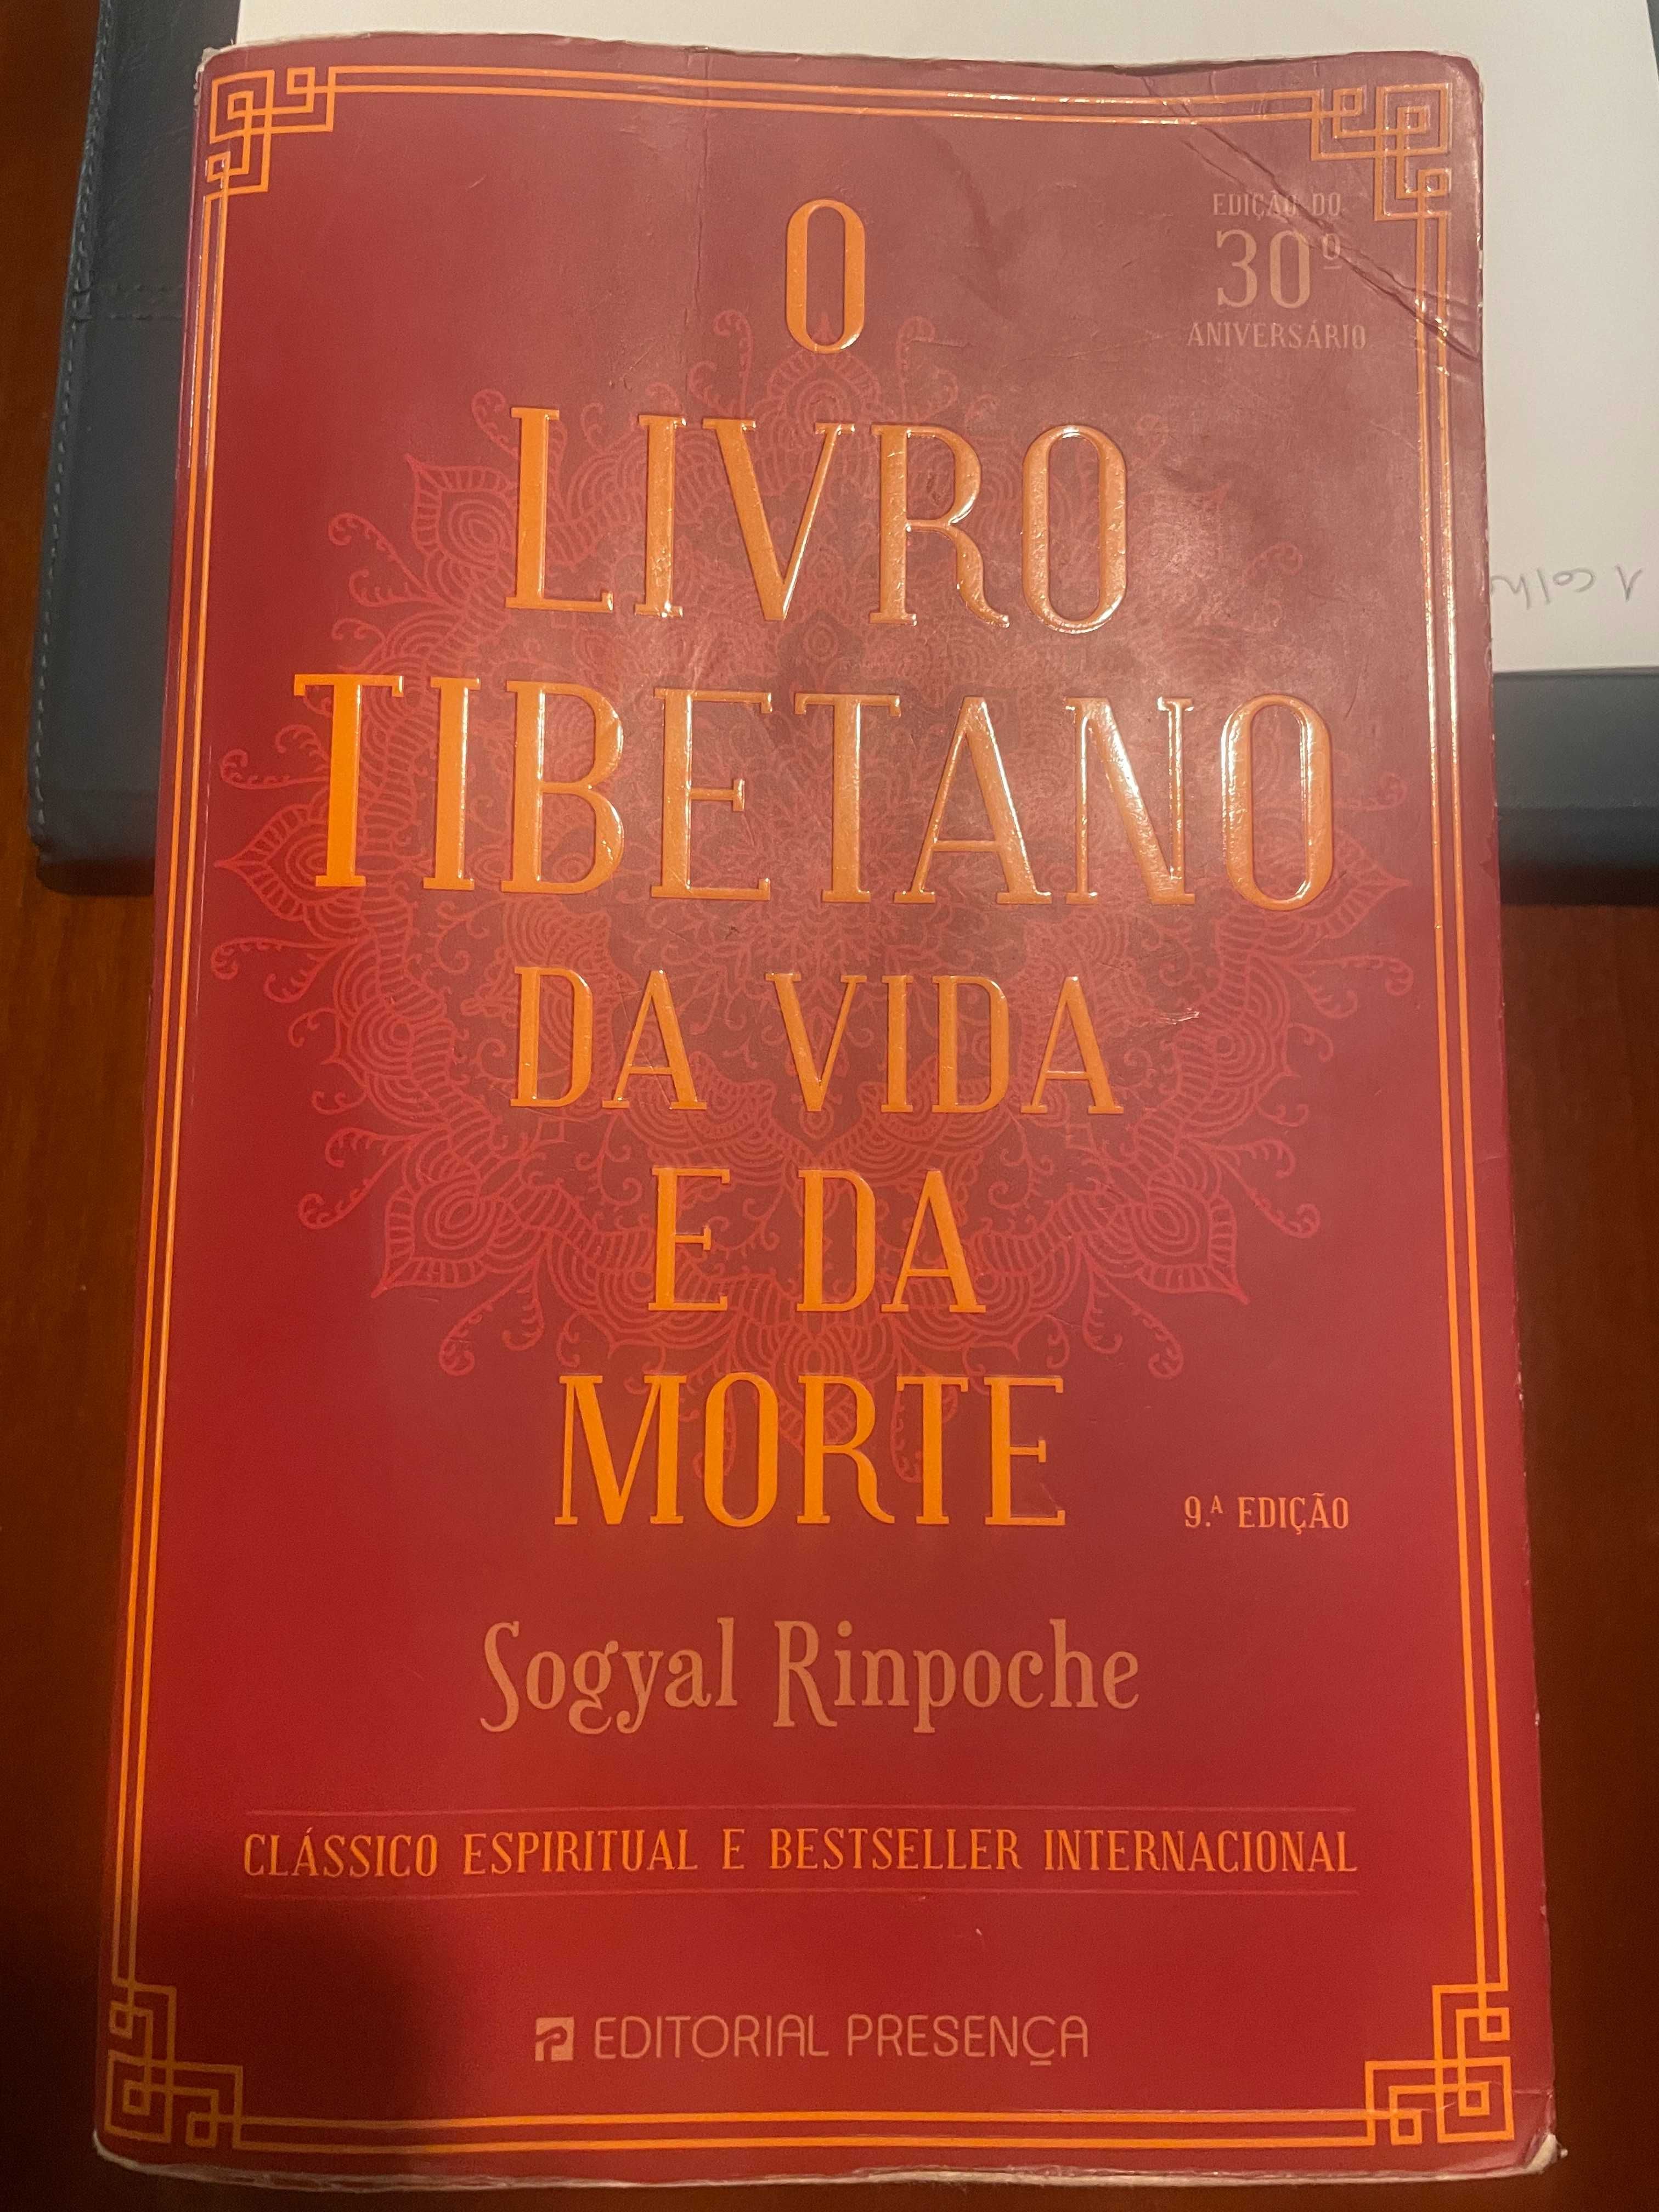 EDIÇÃO DO
30º
ANIVERSÁRIO
O
LIVRO
TIBETANO
DA VIDA
E DA
MORTE
9.ª EDIÇÃO
Sogyal Rinpoche
CLÁSSICO ESPIRITUAL E BESTSELLER INTERNACIONAL
EDITORIAL PRESENÇA